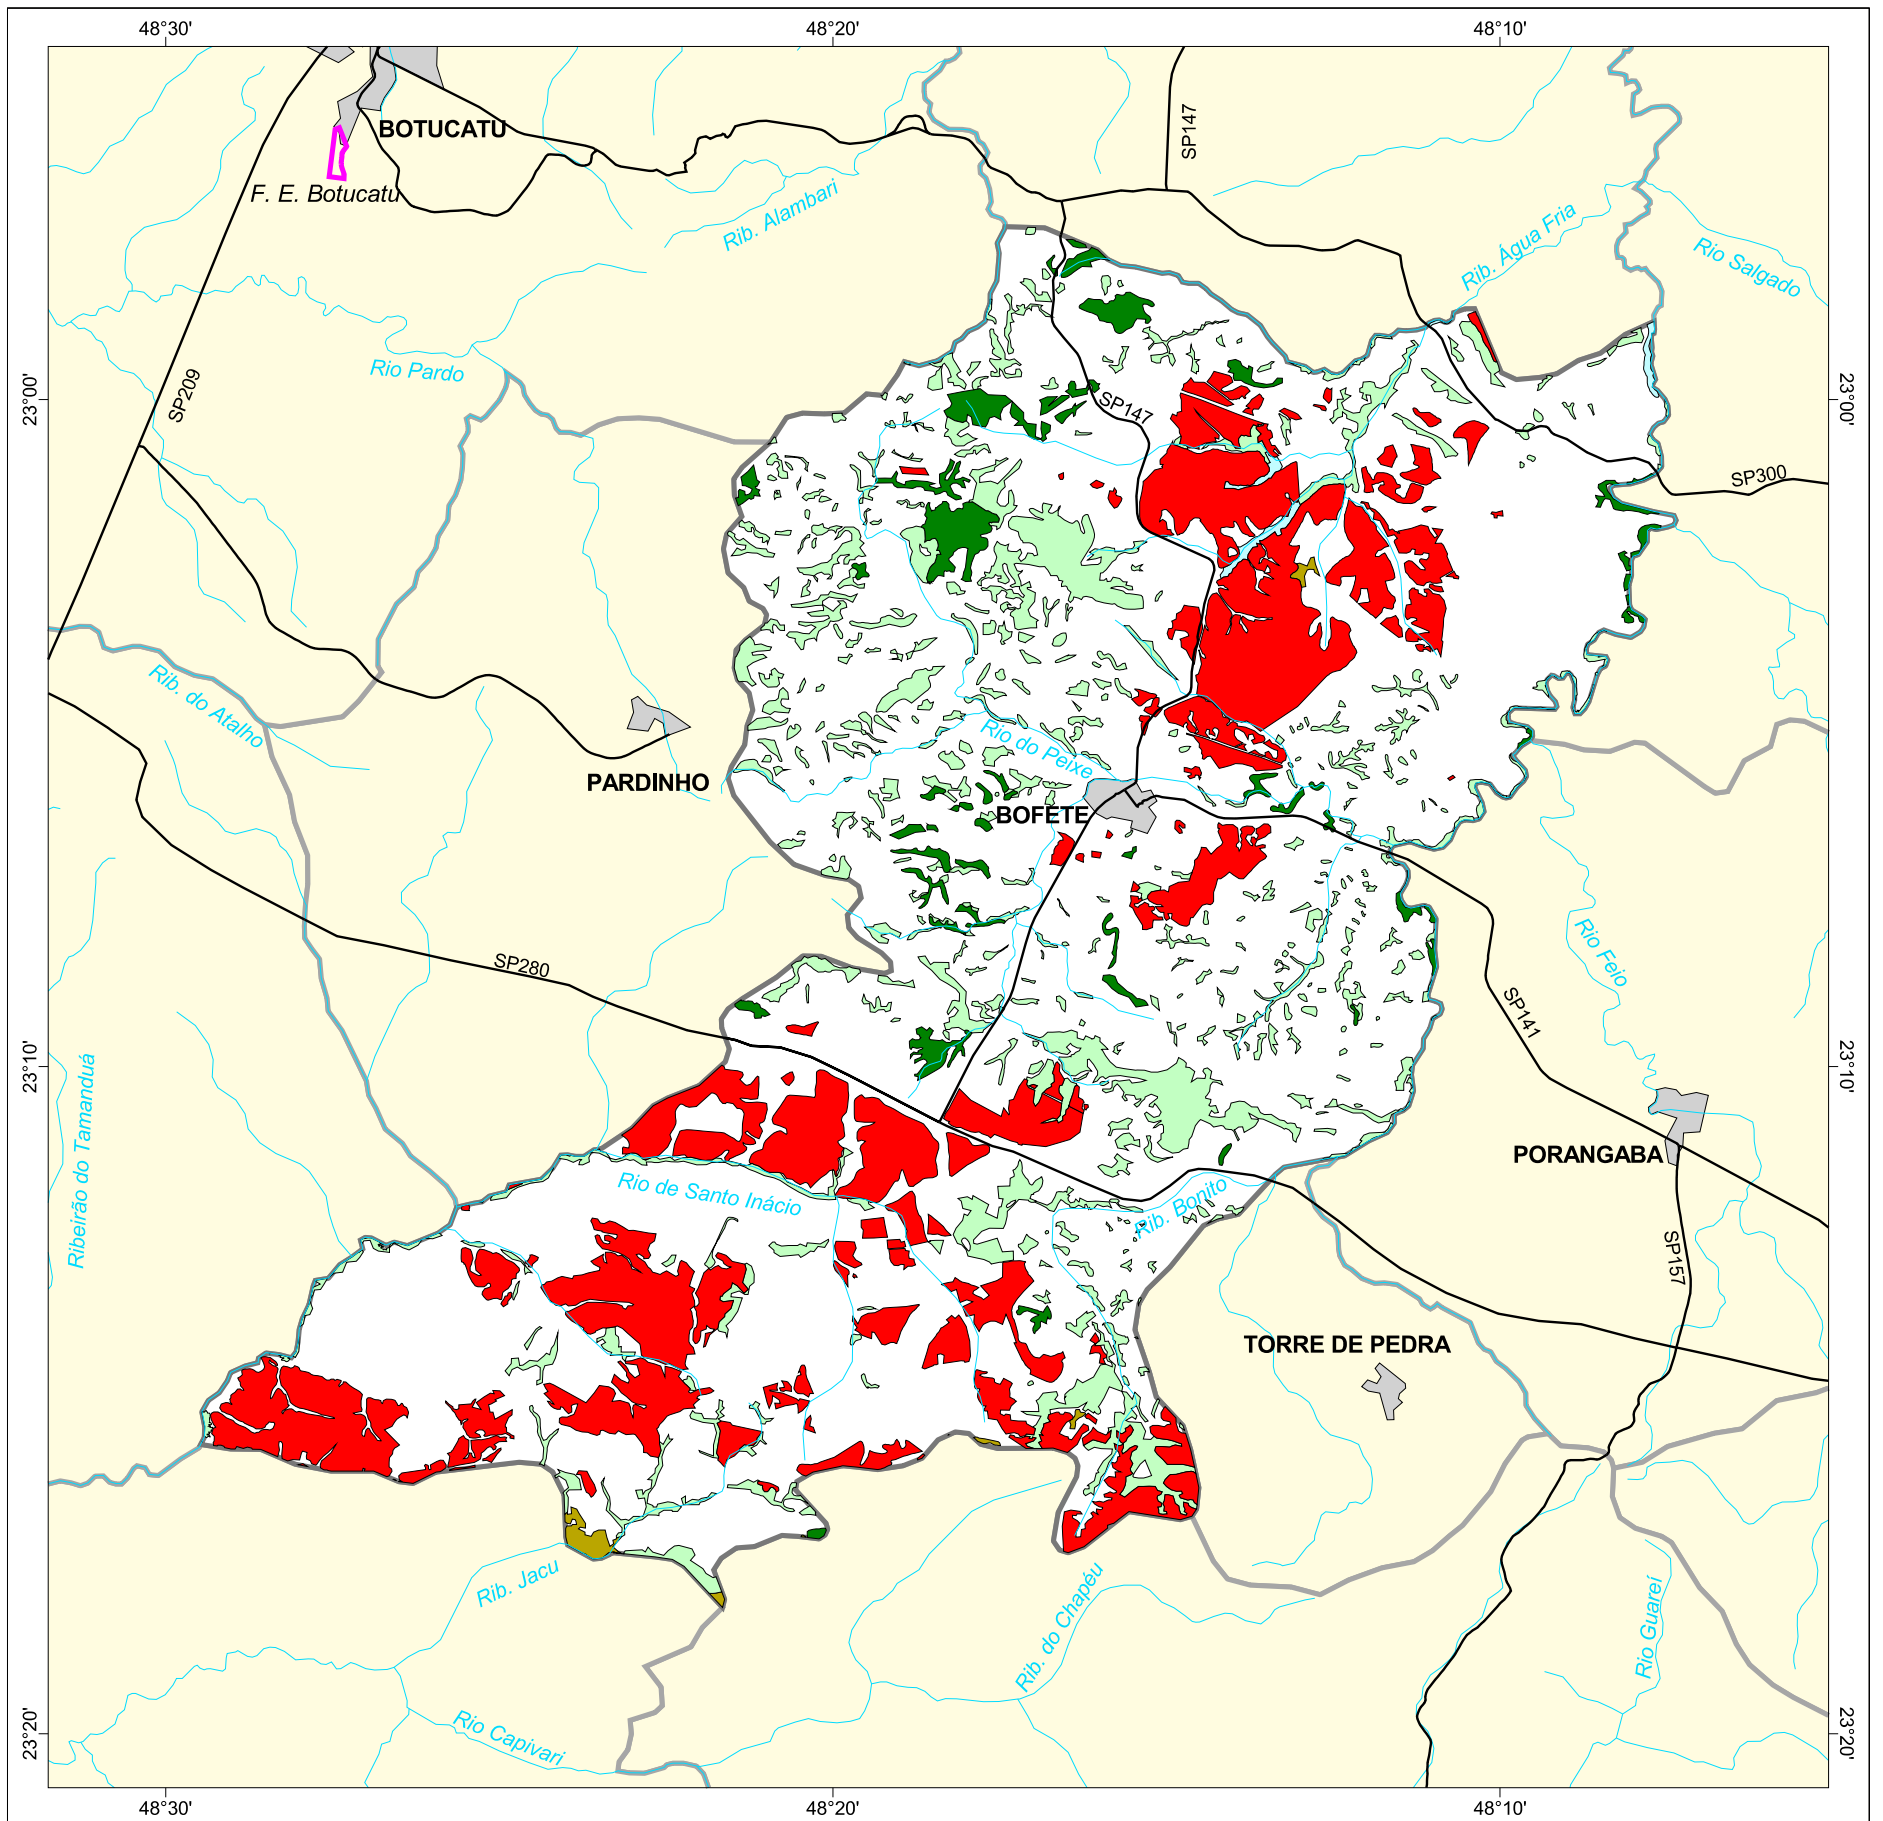 48°30'
48°20'
48°10'
SP147
BOTUCATU
F. E. Botucatu
Rib. Alambari
Rib. Água Fria
Rio Salgado
Rio Pardo
SP209
23°00'
23°00'
SP147
SP300
Rib. do Atalho
Rio do Peixe
PARDINHO
BOFETE
SP280
Rio Feio
SP141
23°10'
23°10'
Ribeirão do Tamanduá
PORANGABA
Rio de Santo Inácio
Rib. Bonito
SP157
TORRE DE PEDRA
Rib. Jacu
Rib. do Chapéu
Rio Guareí
Rio Capivari
23°20'
23°20'
48°30'
48°20'
48°10'